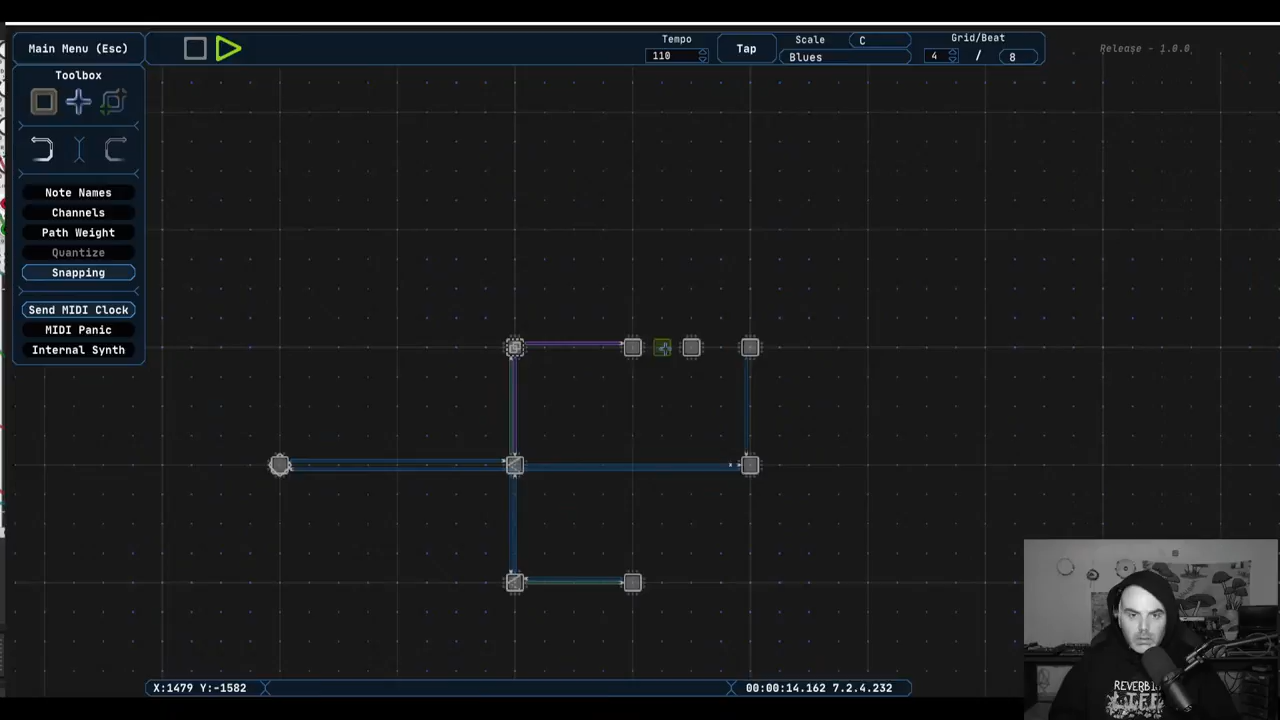 Main Menu (Esc)
Tempo
110
Tap
Scale
C
Blues
Grid/Beat
4 / 8
Release - 1.0.0
Toolbox
Note Names
Channels
Path Weight
Quantize
Snapping
Send MIDI Clock
MIDI Panic
Internal Synth
X:1479 Y:-1582
00:00:14.162 7.2.4.232